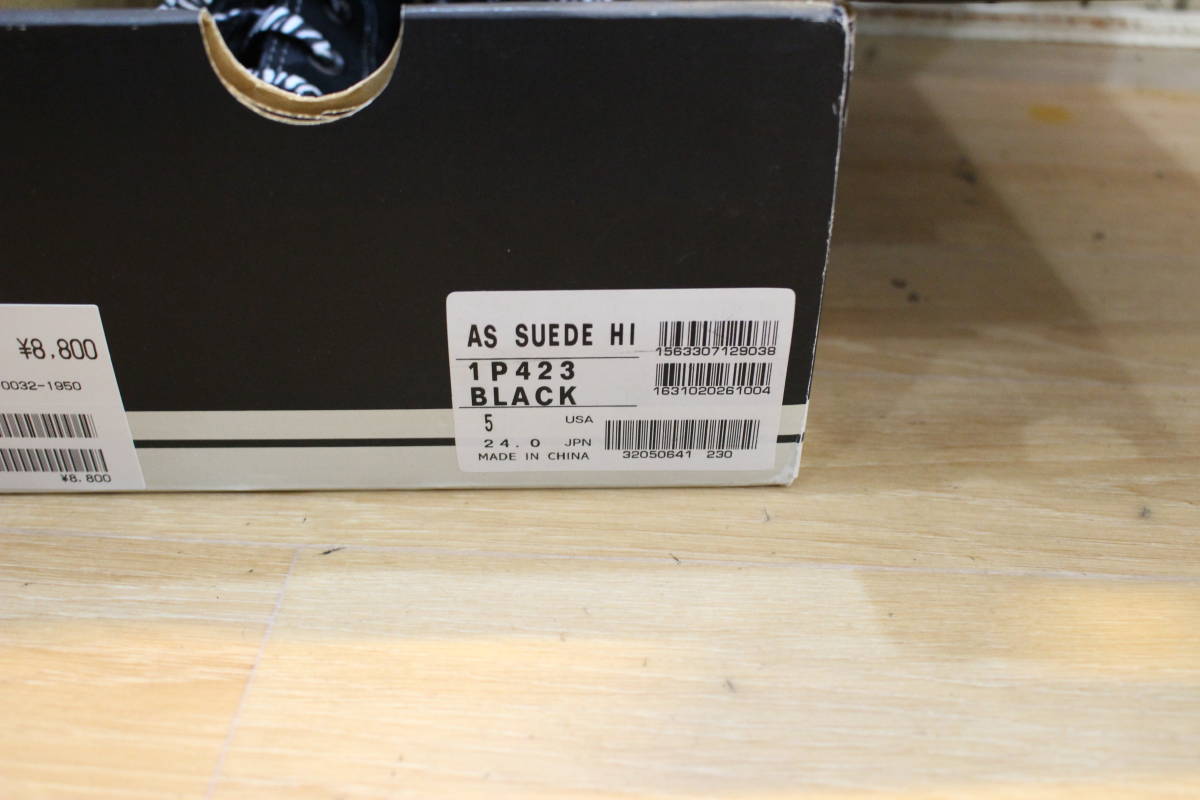 ¥8.800
0032-1950
¥8.800
AS SUEDE HI
1563307129038
1P423
1631020261004
BLACK
5 USA
24.0 JPN
MADE IN CHINA
32050641 230